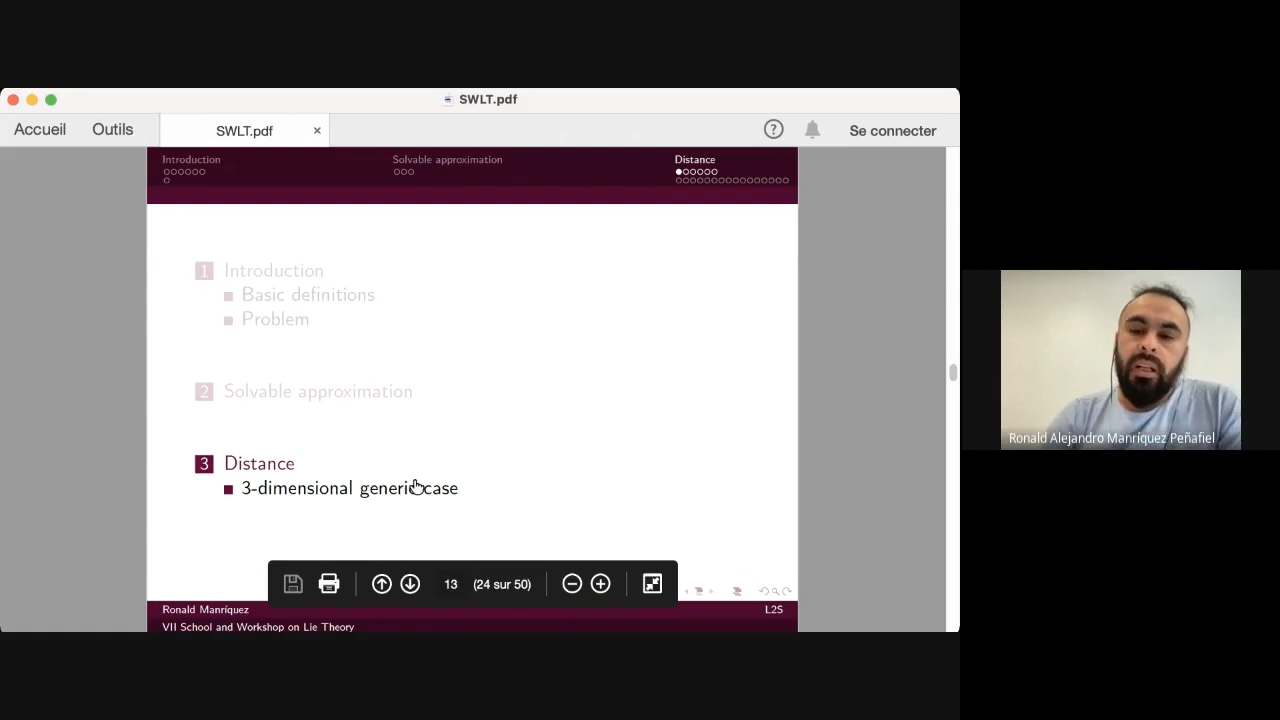 SWLT.pdf
Accueil Outils SWLT.pdf × ? Se connecter
Introduction Solvable approximation Distance
1 Introduction
Basic definitions
Problem
2 Solvable approximation
3 Distance
3-dimensional generic case
13 (24 sur 50)
Ronald Manríquez L2S
VII School and Workshop on Lie Theory
Ronald Alejandro Manríquez Peñafiel